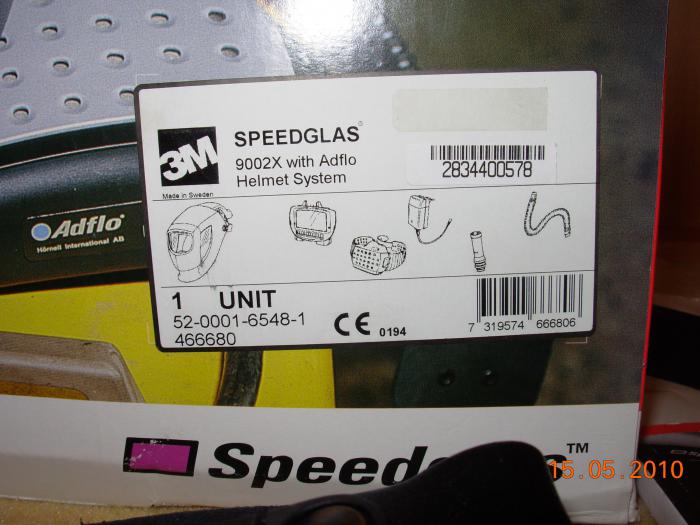 3M
Made in Sweden
SPEEDGLAS®
9002X with Adflo
Helmet System
2834400578
Adflo®
Hörnell International AB
1 UNIT
52-0001-6548-1
466680
CE 0194
7 319574 666806
Speedglas™
15.05.2010